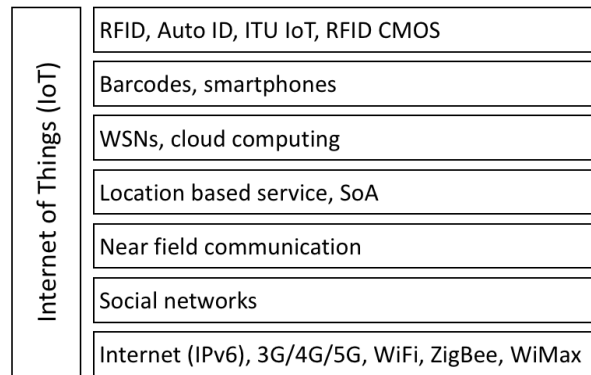 Internet of Things (IoT)
RFID, Auto ID, ITU IoT, RFID CMOS
Barcodes, smartphones
WSNs, cloud computing
Location based service, SoA
Near field communication
Social networks
Internet (IPv6), 3G/4G/5G, WiFi, ZigBee, WiMax